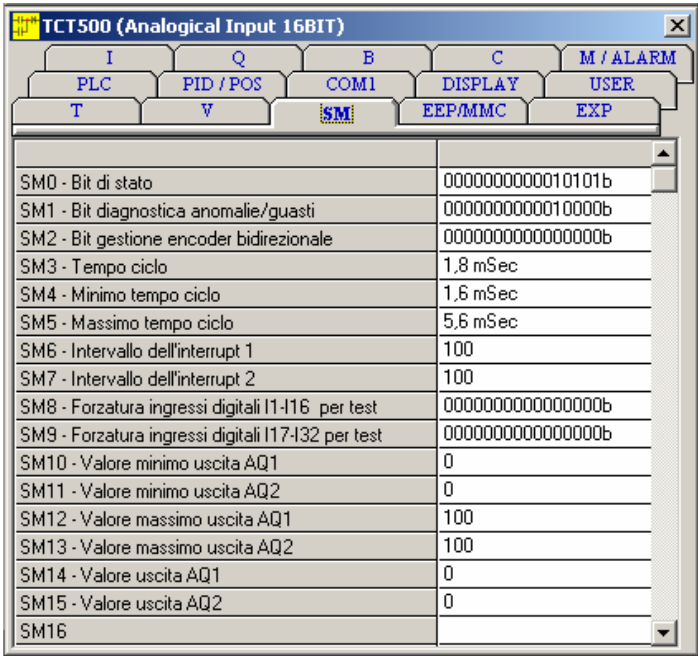 TCT500 (Analogical Input 16BIT)
I Q B C M / ALARM
PLC PID / POS COM1 DISPLAY USER
T V SM EEP/MMC EXP
SM0 - Bit di stato 0000000000010101b
SM1 - Bit diagnostica anomalie/guasti 0000000000010000b
SM2 - Bit gestione encoder bidirezionale 0000000000000000b
SM3 - Tempo ciclo 1,8 mSec
SM4 - Minimo tempo ciclo 1,6 mSec
SM5 - Massimo tempo ciclo 5,6 mSec
SM6 - Intervallo dell'interrupt 1 100
SM7 - Intervallo dell'interrupt 2 100
SM8 - Forzatura ingressi digitali I1-I16 per test 0000000000000000b
SM9 - Forzatura ingressi digitali I17-I32 per test 0000000000000000b
SM10 - Valore minimo uscita AQ1 0
SM11 - Valore minimo uscita AQ2 0
SM12 - Valore massimo uscita AQ1 100
SM13 - Valore massimo uscita AQ2 100
SM14 - Valore uscita AQ1 0
SM15 - Valore uscita AQ2 0
SM16